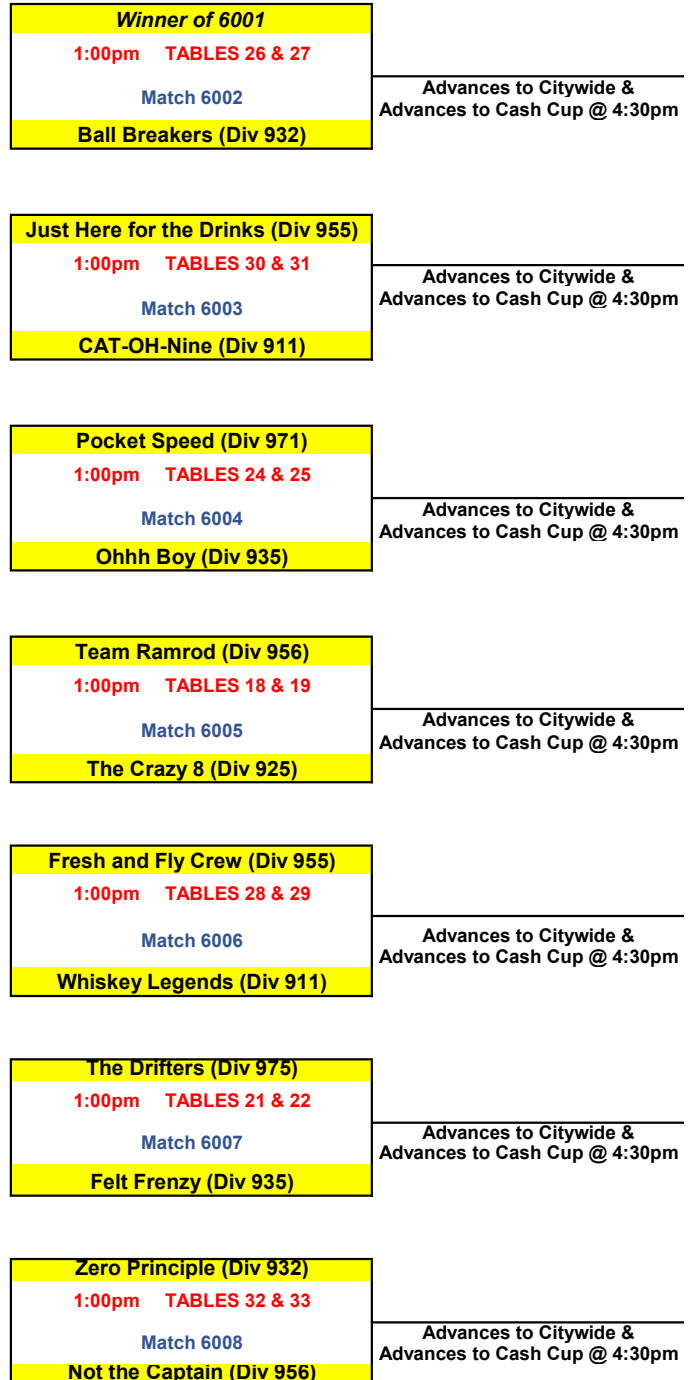 Winner of 6001
1:00pm TABLES 26 & 27
Match 6002
Ball Breakers (Div 932)
Advances to Citywide &
Advances to Cash Cup @ 4:30pm
Just Here for the Drinks (Div 955)
1:00pm TABLES 30 & 31
Match 6003
CAT-OH-Nine (Div 911)
Advances to Citywide &
Advances to Cash Cup @ 4:30pm
Pocket Speed (Div 971)
1:00pm TABLES 24 & 25
Match 6004
Ohhh Boy (Div 935)
Advances to Citywide &
Advances to Cash Cup @ 4:30pm
Team Ramrod (Div 956)
1:00pm TABLES 18 & 19
Match 6005
The Crazy 8 (Div 925)
Advances to Citywide &
Advances to Cash Cup @ 4:30pm
Fresh and Fly Crew (Div 955)
1:00pm TABLES 28 & 29
Match 6006
Whiskey Legends (Div 911)
Advances to Citywide &
Advances to Cash Cup @ 4:30pm
The Drifters (Div 975)
1:00pm TABLES 21 & 22
Match 6007
Felt Frenzy (Div 935)
Advances to Citywide &
Advances to Cash Cup @ 4:30pm
Zero Principle (Div 932)
1:00pm TABLES 32 & 33
Match 6008
Not the Captain (Div 956)
Advances to Citywide &
Advances to Cash Cup @ 4:30pm